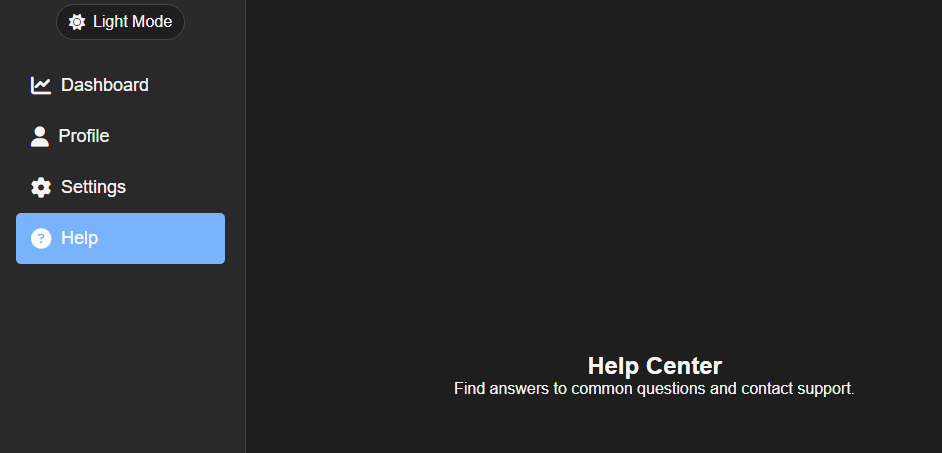 Light Mode
Dashboard
Profile
Settings
Help
Help Center
Find answers to common questions and contact support.